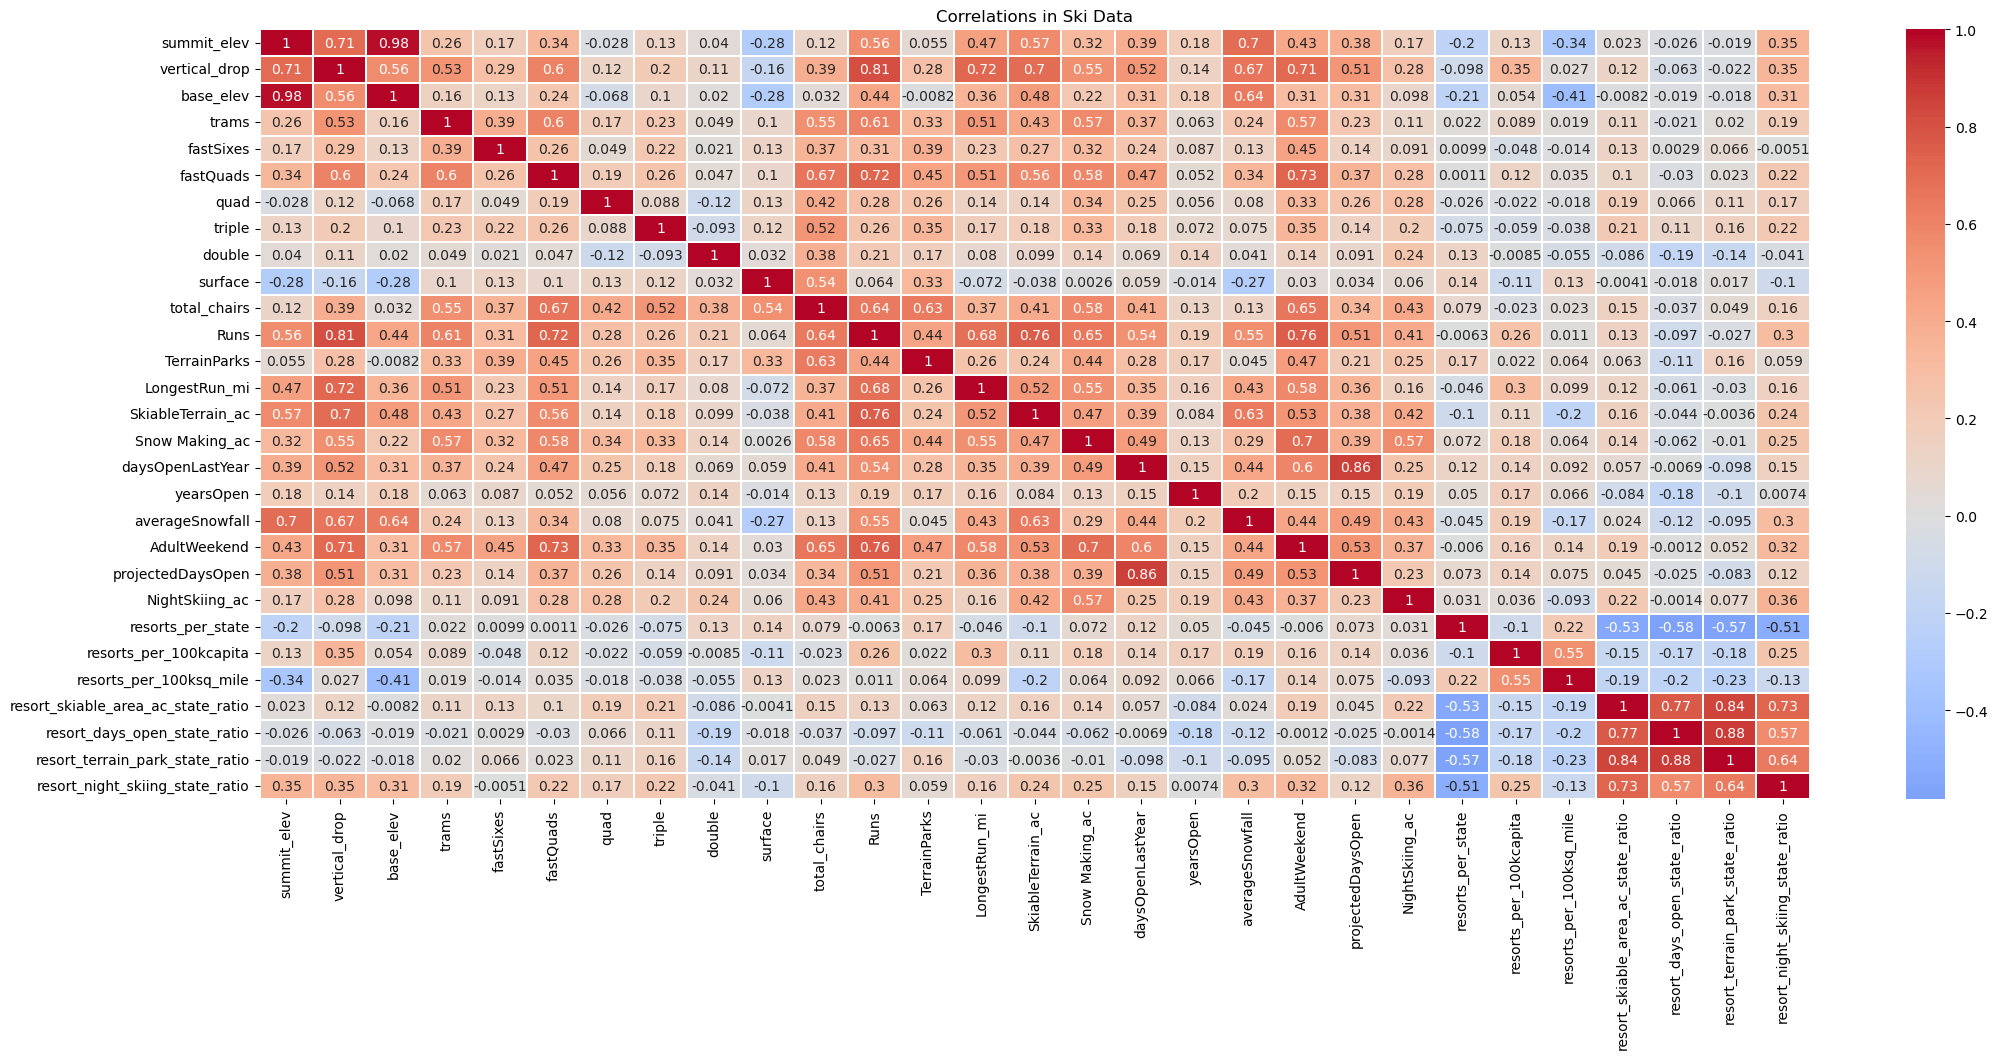 Correlations in Ski Data
summit_elev 1 0.71 0.98 0.26 0.17 0.34 -0.028 0.13 0.04 -0.28 0.12 0.56 0.055 0.47 0.57 0.32 0.39 0.18 0.7 0.43 0.38 0.17 -0.2 0.13 -0.34 0.023 -0.026 -0.019 0.35
vertical_drop 0.71 1 0.56 0.53 0.29 0.6 0.12 0.2 0.11 -0.16 0.39 0.81 0.28 0.72 0.7 0.55 0.52 0.14 0.67 0.71 0.51 0.28 -0.098 0.35 0.027 0.12 -0.063 -0.022 0.35
base_elev 0.98 0.56 1 0.16 0.13 0.24 -0.068 0.1 0.02 -0.28 0.032 0.44 -0.0082 0.36 0.48 0.22 0.31 0.18 0.64 0.31 0.31 0.098 -0.21 0.054 -0.41 -0.0082 -0.019 -0.018 0.31
trams 0.26 0.53 0.16 1 0.39 0.6 0.17 0.23 0.049 0.1 0.55 0.61 0.33 0.51 0.43 0.57 0.37 0.063 0.24 0.57 0.23 0.11 0.022 0.089 0.019 0.11 -0.021 0.02 0.19
fastSixes 0.17 0.29 0.13 0.39 1 0.26 0.049 0.22 0.021 0.13 0.37 0.31 0.39 0.23 0.27 0.32 0.24 0.087 0.13 0.45 0.14 0.091 0.0099 -0.048 -0.014 0.13 0.0029 0.066 -0.0051
fastQuads 0.34 0.6 0.24 0.6 0.26 1 0.19 0.26 0.047 0.1 0.67 0.72 0.45 0.51 0.56 0.58 0.47 0.052 0.34 0.73 0.37 0.28 0.0011 0.12 0.035 0.1 -0.03 0.023 0.22
quad -0.028 0.12 -0.068 0.17 0.049 0.19 1 0.088 -0.12 0.13 0.42 0.28 0.26 0.14 0.14 0.34 0.25 0.056 0.08 0.33 0.26 0.28 -0.026 -0.022 -0.018 0.19 0.066 0.11 0.17
triple 0.13 0.2 0.1 0.23 0.22 0.26 0.088 1 -0.093 0.12 0.52 0.26 0.35 0.17 0.18 0.33 0.18 0.072 0.075 0.35 0.14 0.2 -0.075 -0.059 -0.038 0.21 0.11 0.16 0.22
double 0.04 0.11 0.02 0.049 0.021 0.047 -0.12 -0.093 1 0.032 0.38 0.21 0.17 0.08 0.099 0.14 0.069 0.14 0.041 0.14 0.091 0.24 0.13 -0.0085 -0.055 -0.086 -0.19 -0.14 -0.041
surface -0.28 -0.16 -0.28 0.1 0.13 0.1 0.13 0.12 0.032 1 0.54 0.064 0.33 -0.072 -0.038 0.0026 0.059 -0.014 -0.27 0.03 0.034 0.06 0.14 -0.11 0.13 -0.0041 -0.018 0.017 -0.1
total_chairs 0.12 0.39 0.032 0.55 0.37 0.67 0.42 0.52 0.38 0.54 1 0.64 0.63 0.37 0.41 0.58 0.41 0.13 0.13 0.65 0.34 0.43 0.079 -0.023 0.023 0.15 -0.037 0.049 0.16
Runs 0.56 0.81 0.44 0.61 0.31 0.72 0.28 0.26 0.21 0.064 0.64 1 0.44 0.68 0.76 0.65 0.54 0.19 0.55 0.76 0.51 0.41 -0.0063 0.26 0.011 0.13 -0.097 -0.027 0.3
TerrainParks 0.055 0.28 -0.0082 0.33 0.39 0.45 0.26 0.35 0.17 0.33 0.63 0.44 1 0.26 0.24 0.44 0.28 0.17 0.045 0.47 0.21 0.25 0.17 0.022 0.064 0.063 -0.11 0.16 0.059
LongestRun_mi 0.47 0.72 0.36 0.51 0.23 0.51 0.14 0.17 0.08 -0.072 0.37 0.68 0.26 1 0.52 0.55 0.35 0.16 0.43 0.58 0.36 0.16 -0.046 0.3 0.099 0.12 -0.061 -0.03 0.16
SkiableTerrain_ac 0.57 0.7 0.48 0.43 0.27 0.56 0.14 0.18 0.099 -0.038 0.41 0.76 0.24 0.52 1 0.47 0.39 0.084 0.63 0.53 0.38 0.42 -0.1 0.11 -0.2 0.16 -0.044 -0.0036 0.24
Snow Making_ac 0.32 0.55 0.22 0.57 0.32 0.58 0.34 0.33 0.14 0.0026 0.58 0.65 0.44 0.55 0.47 1 0.49 0.13 0.29 0.7 0.39 0.57 0.072 0.18 0.064 0.14 -0.062 -0.01 0.25
daysOpenLastYear 0.39 0.52 0.31 0.37 0.24 0.47 0.25 0.18 0.069 0.059 0.41 0.54 0.28 0.35 0.39 0.49 1 0.15 0.44 0.6 0.86 0.25 0.12 0.14 0.092 0.057 -0.0069 -0.098 0.15
yearsOpen 0.18 0.14 0.18 0.063 0.087 0.052 0.056 0.072 0.14 -0.014 0.13 0.19 0.17 0.16 0.084 0.13 0.15 1 0.2 0.15 0.15 0.19 0.05 0.17 0.066 -0.084 -0.18 -0.1 0.0074
averageSnowfall 0.7 0.67 0.64 0.24 0.13 0.34 0.08 0.075 0.041 -0.27 0.13 0.55 0.045 0.43 0.63 0.29 0.44 0.2 1 0.44 0.49 0.43 -0.045 0.19 -0.17 0.024 -0.12 -0.095 0.3
AdultWeekend 0.43 0.71 0.31 0.57 0.45 0.73 0.33 0.35 0.14 0.03 0.65 0.76 0.47 0.58 0.53 0.7 0.6 0.15 0.44 1 0.53 0.37 -0.006 0.16 0.14 0.19 -0.0012 0.052 0.32
projectedDaysOpen 0.38 0.51 0.31 0.23 0.14 0.37 0.26 0.14 0.091 0.034 0.34 0.51 0.21 0.36 0.38 0.39 0.86 0.15 0.49 0.53 1 0.23 0.073 0.14 0.075 0.045 -0.025 -0.083 0.12
NightSkiing_ac 0.17 0.28 0.098 0.11 0.091 0.28 0.28 0.2 0.24 0.06 0.43 0.41 0.25 0.16 0.42 0.57 0.25 0.19 0.43 0.37 0.23 1 0.031 0.036 -0.093 0.22 -0.0014 0.077 0.36
resorts_per_state -0.2 -0.098 -0.21 0.022 0.0099 0.0011 -0.026 -0.075 0.13 0.14 0.079 -0.0063 0.17 -0.046 -0.1 0.072 0.12 0.05 -0.045 -0.006 0.073 0.031 1 -0.1 0.22 -0.53 -0.58 -0.57 -0.51
resorts_per_100kcapita 0.13 0.35 0.054 0.089 -0.048 0.12 -0.022 -0.059 -0.0085 -0.11 -0.023 0.26 0.022 0.3 0.11 0.18 0.14 0.17 0.19 0.16 0.14 0.036 -0.1 1 0.55 -0.15 -0.17 -0.18 0.25
resorts_per_100ksq_mile -0.34 0.027 -0.41 0.019 -0.014 0.035 -0.018 -0.038 -0.055 0.13 0.023 0.011 0.064 0.099 -0.2 0.064 0.092 0.066 -0.17 0.14 0.075 -0.093 0.22 0.55 1 -0.19 -0.2 -0.23 -0.13
resort_skiable_area_ac_state_ratio 0.023 0.12 -0.0082 0.11 0.13 0.1 0.19 0.21 -0.086 -0.0041 0.15 0.13 0.063 0.12 0.16 0.14 0.057 -0.084 0.024 0.19 0.045 0.22 -0.53 -0.15 -0.19 1 0.77 0.84 0.73
resort_days_open_state_ratio -0.026 -0.063 -0.019 -0.021 0.0029 -0.03 0.066 0.11 -0.19 -0.018 -0.037 -0.097 -0.11 -0.061 -0.044 -0.062 -0.0069 -0.18 -0.12 -0.0012 -0.025 -0.0014 -0.58 -0.17 -0.2 0.77 1 0.88 0.57
resort_terrain_park_state_ratio -0.019 -0.022 -0.018 0.02 0.066 0.023 0.11 0.16 -0.14 0.017 0.049 -0.027 0.16 -0.03 -0.0036 -0.01 -0.098 -0.1 -0.095 0.052 -0.083 0.077 -0.57 -0.18 -0.23 0.84 0.88 1 0.64
resort_night_skiing_state_ratio 0.35 0.35 0.31 0.19 -0.0051 0.22 0.17 0.22 -0.041 -0.1 0.16 0.3 0.059 0.16 0.24 0.25 0.15 0.0074 0.3 0.32 0.12 0.36 -0.51 0.25 -0.13 0.73 0.57 0.64 1
summit_elev
vertical_drop
base_elev
trams
fastSixes
fastQuads
quad
triple
double
surface
total_chairs
Runs
TerrainParks
LongestRun_mi
SkiableTerrain_ac
Snow Making_ac
daysOpenLastYear
yearsOpen
averageSnowfall
AdultWeekend
projectedDaysOpen
NightSkiing_ac
resorts_per_state
resorts_per_100kcapita
resorts_per_100ksq_mile
resort_skiable_area_ac_state_ratio
resort_days_open_state_ratio
resort_terrain_park_state_ratio
resort_night_skiing_state_ratio
1.0
0.8
0.6
0.4
0.2
0.0
−0.2
−0.4